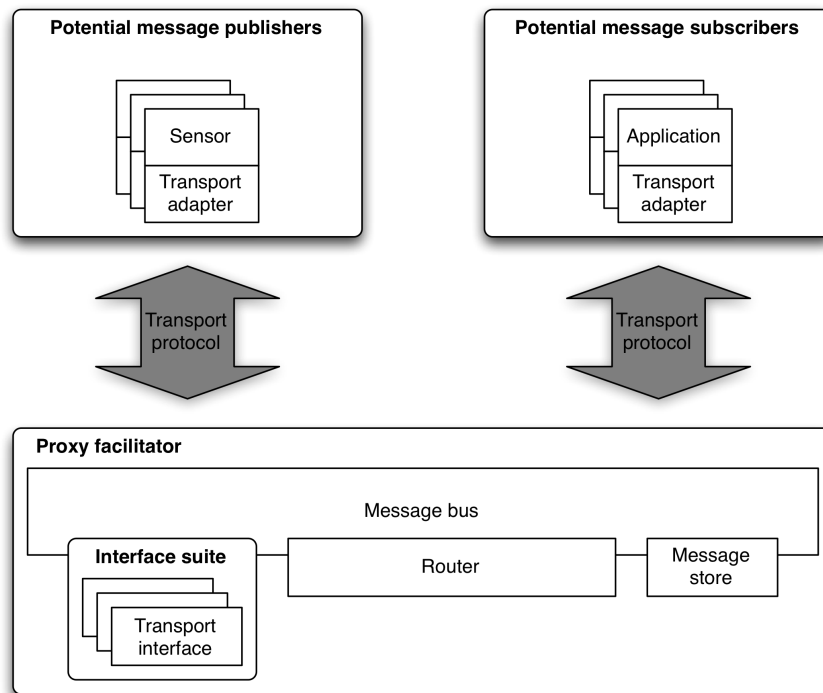 Potential message publishers
Sensor
Transport
adapter
Potential message subscribers
Application
Transport
adapter
Transport
protocol
Transport
protocol
Proxy facilitator
Message bus
Interface suite
Transport
interface
Router
Message
store